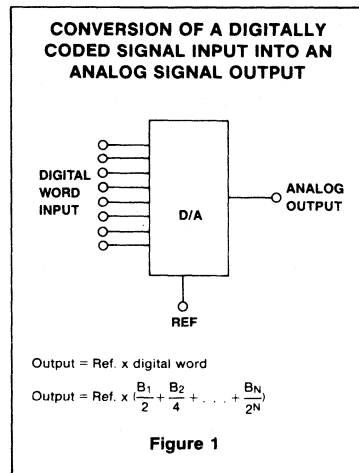 CONVERSION OF A DIGITALLY
CODED SIGNAL INPUT INTO AN
ANALOG SIGNAL OUTPUT
DIGITAL
WORD
INPUT
D/A
ANALOG
OUTPUT
REF
Output = Ref. x digital word
Output = Ref. x (B1/2 + B2/4 + . . . + BN/2^N)
Figure 1